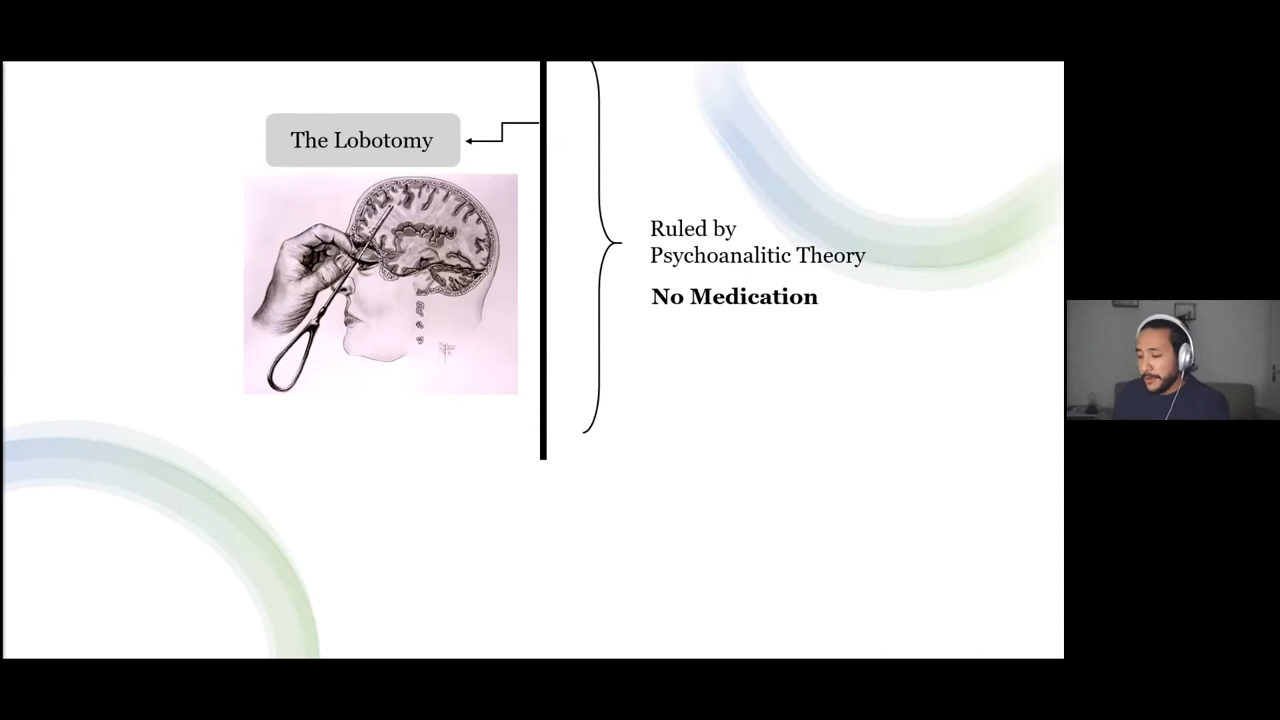 The Lobotomy
Ruled by
Psychoanalitic Theory
No Medication